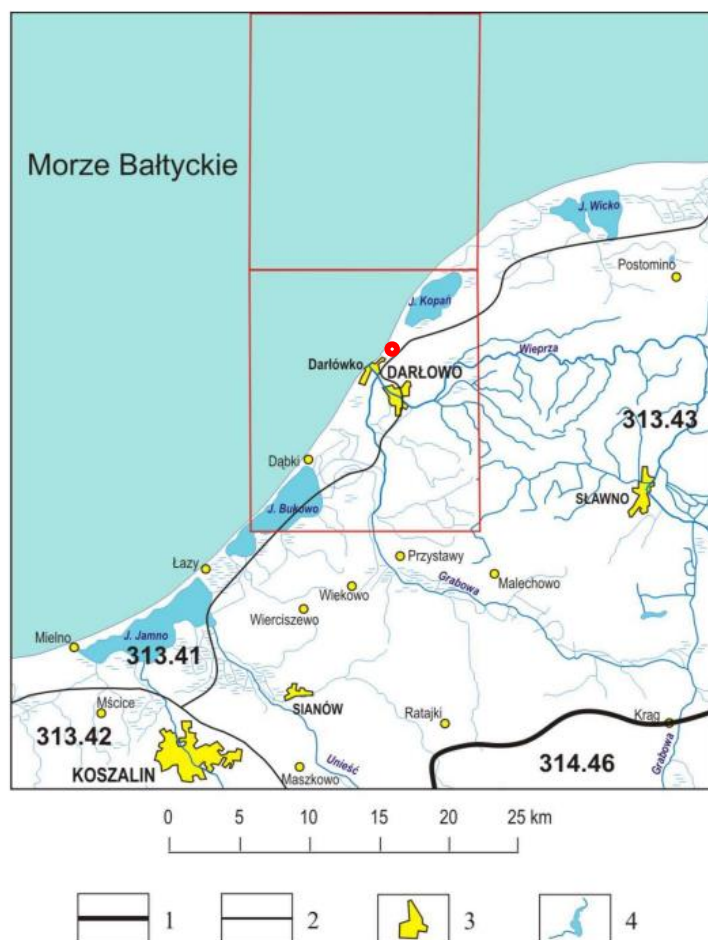 Morze Bałtyckie
J. Wicko
Postomino
J. Kopań
Wieprza
Darłówko
DARŁOWO
313.43
Dąbki
SŁAWNO
J. Bukowo
Łazy
Przystawy
Malechowo
Więkowo
Grabowa
Wierciszewo
Mielno
J. Jamno
313.41
SIANÓW
Mścice
Ratajki
Krąg
313.42
Unieść
314.46
Grabowa
KOSZALIN
Maszkowo
0 5 10 15 20 25 km
1 2 3 4